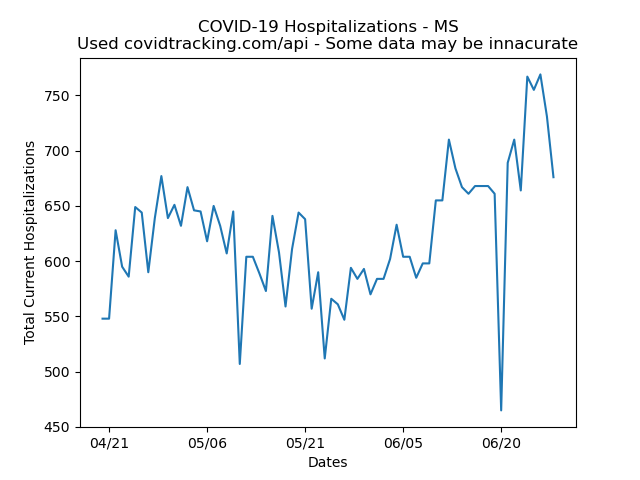 COVID-19 Hospitalizations - MS
Used covidtracking.com/api - Some data may be innacurate
Total Current Hospitalizations
750
700
650
600
550
500
450
04/21 05/06 05/21 06/05 06/20
Dates